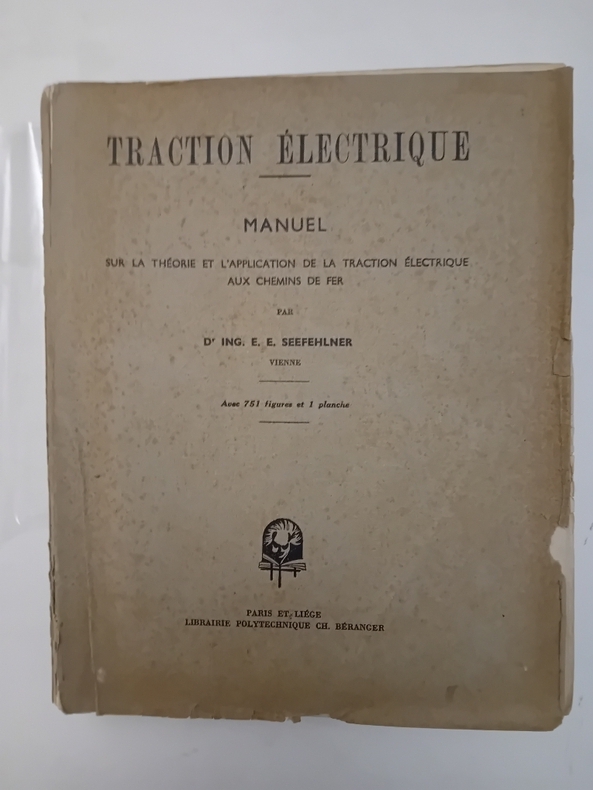 TRACTION ÉLECTRIQUE
MANUEL
SUR LA THÉORIE ET L'APPLICATION DE LA TRACTION ÉLECTRIQUE
AUX CHEMINS DE FER
PAR
Dʳ ING. E. E. SEEFEHLNER
VIENNE
Avec 751 figures et 1 planche
PARIS ET LIÉGE
LIBRAIRIE POLYTECHNIQUE CH. BÉRANGER